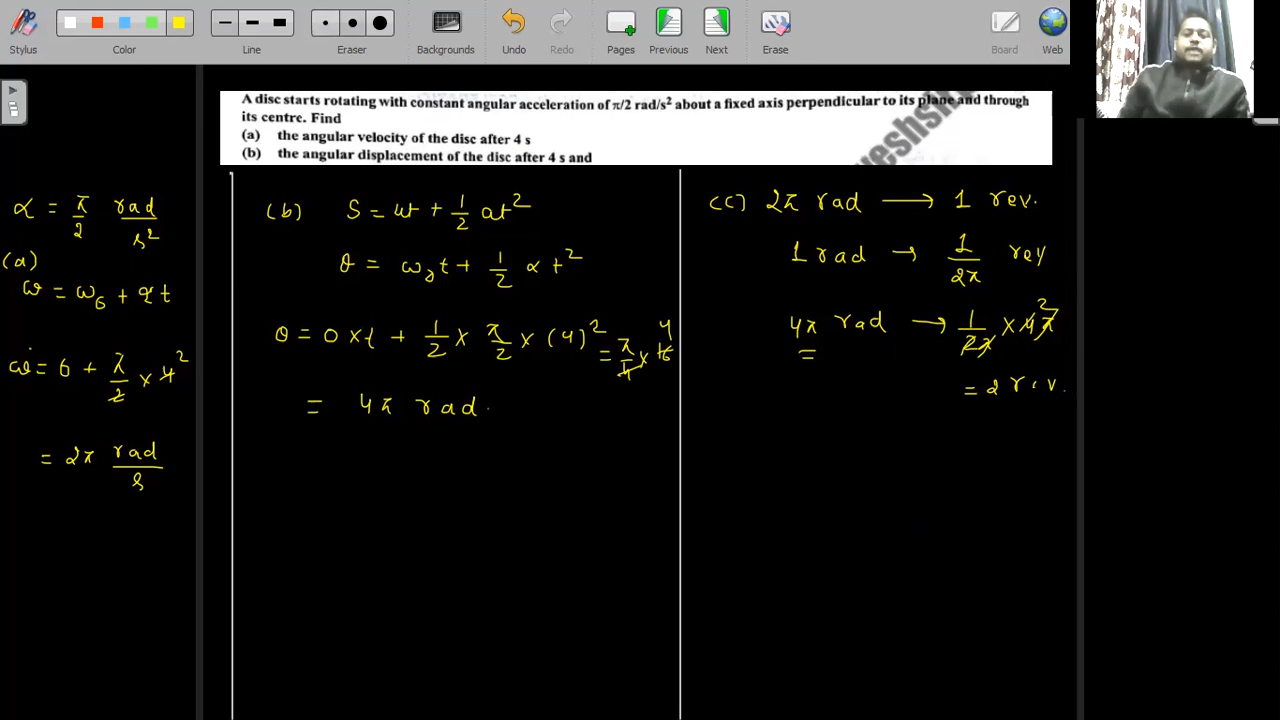 Stylus
Color
Line
Eraser
Backgrounds
Undo
Redo
Pages
Previous
Next
Erase
Board
Web
A disc starts rotating with constant angular acceleration of π/2 rad/s² about a fixed axis perpendicular to its plane and through
its centre. Find
(a) the angular velocity of the disc after 4 s
(b) the angular displacement of the disc after 4 s and
α = π/2 rad/s²
(a)
ω = ω₀ + αt
ω = 0 + π/2 × 4
2
= 2π rad/s
(b) S = ut + 1/2 at²
θ = ω₀t + 1/2 αt²
θ = 0 × t + 1/2 × π/2 × (4)² = π/4 × 16
4
= 4π rad.
(c) 2π rad → 1 rev.
1 rad → 1/2π rev
4π rad → 1/2π × 4π
2
= 2 rev.